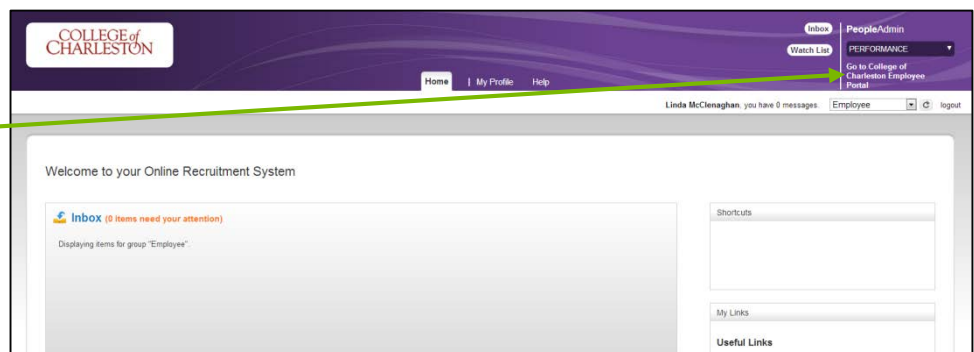 COLLEGE of
CHARLESTON
Inbox
PeopleAdmin
Watch List
PERFORMANCE
Go to College of
Charleston Employee
Portal
Home | My Profile Help
Linda McClenaghan, you have 0 messages. Employee logout
Welcome to your Online Recruitment System
Inbox (0 items need your attention)
Displaying items for group "Employee".
Shortcuts
My Links
Useful Links